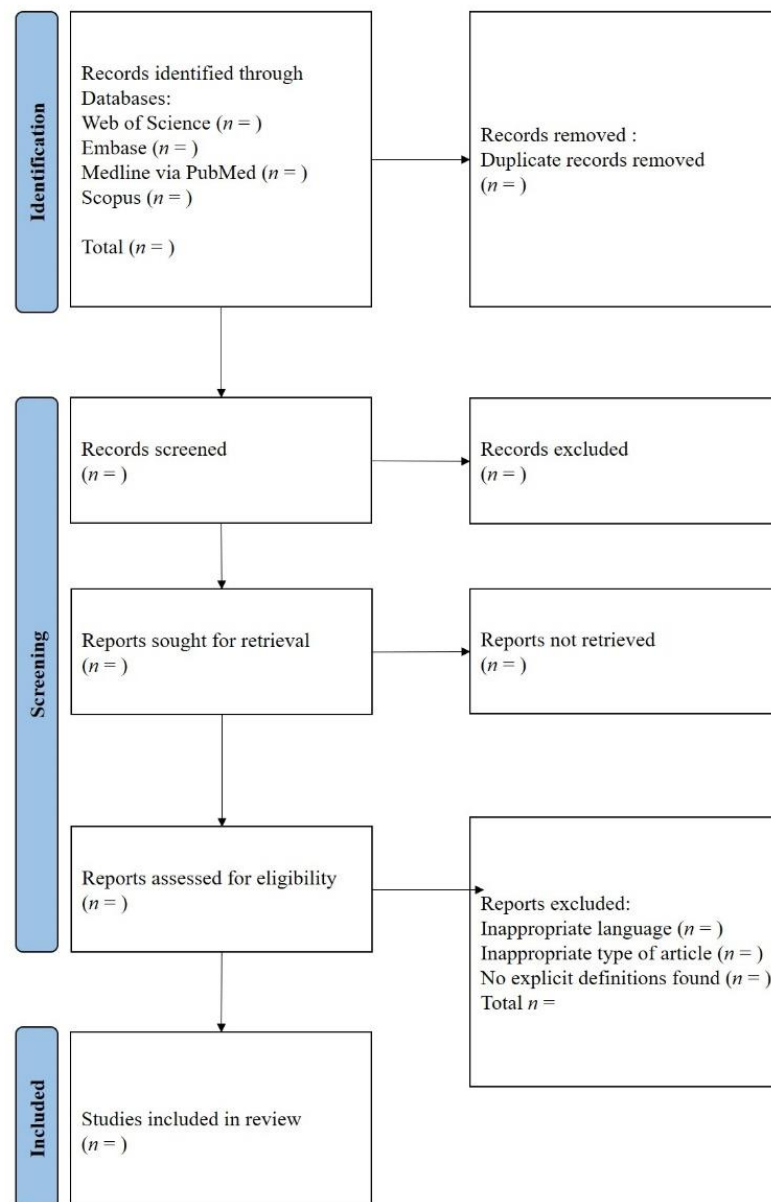 Identification
Records identified through
Databases:
Web of Science (n = )
Embase (n = )
Medline via PubMed (n = )
Scopus (n = )
Total (n = )
Records removed :
Duplicate records removed
(n = )
Screening
Records screened
(n = )
Records excluded
(n = )
Reports sought for retrieval
(n = )
Reports not retrieved
(n = )
Reports assessed for eligibility
(n = )
Reports excluded:
Inappropriate language (n = )
Inappropriate type of article (n = )
No explicit definitions found (n = )
Total n =
Included
Studies included in review
(n = )